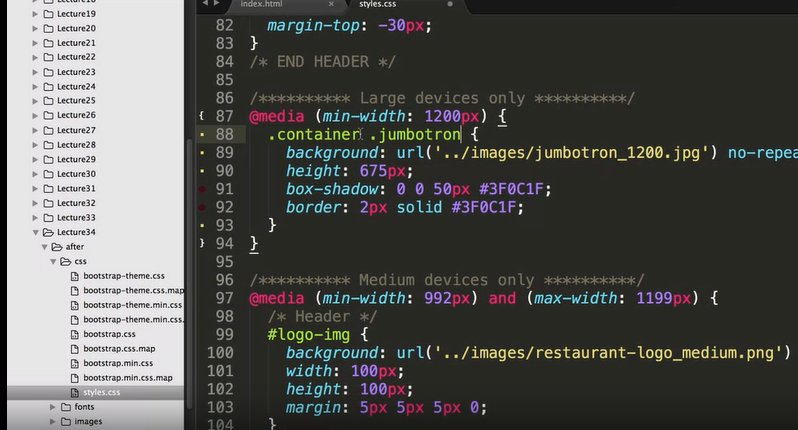 Lecture18
Lecture19
Lecture20
Lecture21
Lecture22
Lecture23
Lecture24
Lecture25
Lecture26
Lecture27
Lecture28
Lecture29
Lecture30
Lecture31
Lecture32
Lecture33
Lecture34
after
css
bootstrap-theme.css
bootstrap-theme.css.map
bootstrap-theme.min.css
bootstrap-theme.min.css.
bootstrap.css
bootstrap.css.map
bootstrap.min.css
bootstrap.min.css.map
styles.css
fonts
images
index.html × styles.css
82 margin-top: -30px;
83 }
84 /* END HEADER */
85
86 /********** Large devices only **********/
87 @media (min-width: 1200px) {
88 .container .jumbotron {
89 background: url('../images/jumbotron_1200.jpg') no-repea
90 height: 675px;
91 box-shadow: 0 0 50px #3F0C1F;
92 border: 2px solid #3F0C1F;
93 }
94 }
95
96 /********** Medium devices only **********/
97 @media (min-width: 992px) and (max-width: 1199px) {
98 /* Header */
99 #logo-img {
100 background: url('../images/restaurant-logo_medium.png')
101 width: 100px;
102 height: 100px;
103 margin: 5px 5px 5px 0;
104 }